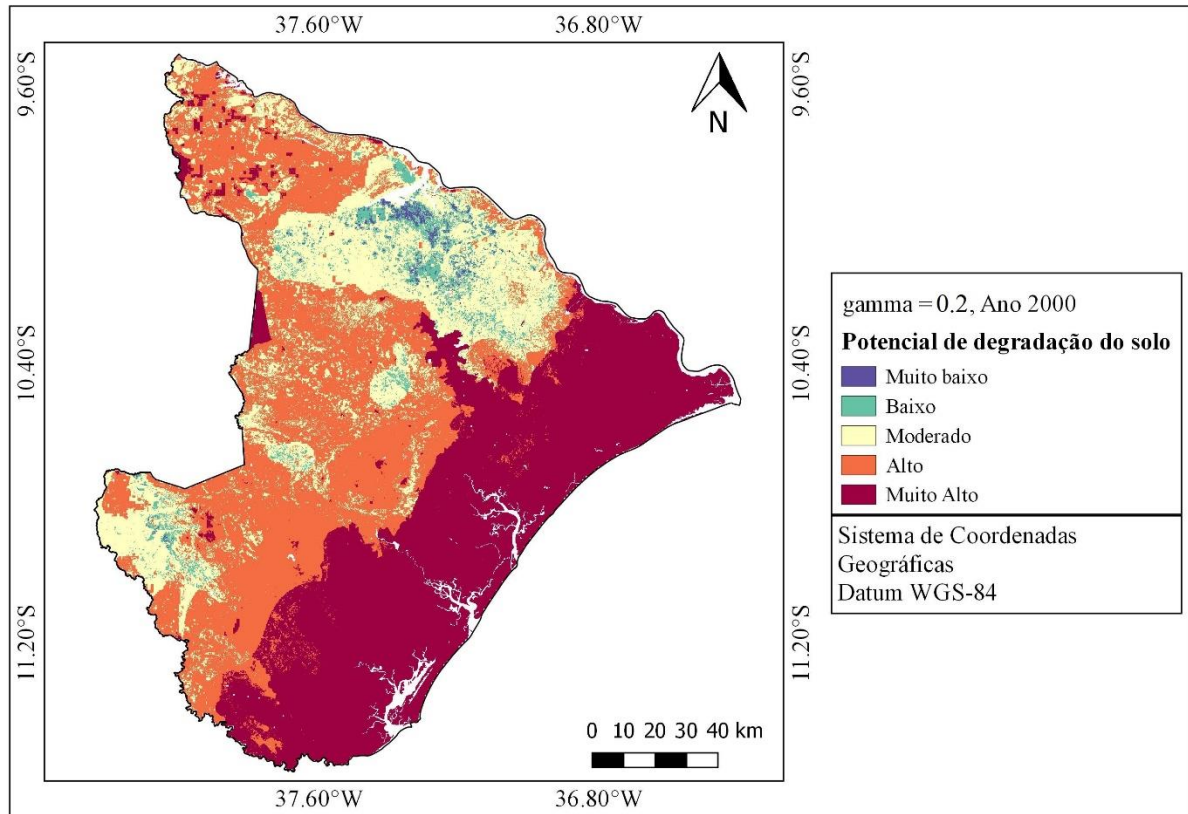 37.60°W 36.80°W
9.60°S 9.60°S
N
10.40°S 10.40°S
11.20°S 11.20°S
0 10 20 30 40 km
37.60°W 36.80°W
gamma = 0.2, Ano 2000
Potencial de degradação do solo
Muito baixo
Baixo
Moderado
Alto
Muito Alto
Sistema de Coordenadas
Geográficas
Datum WGS-84